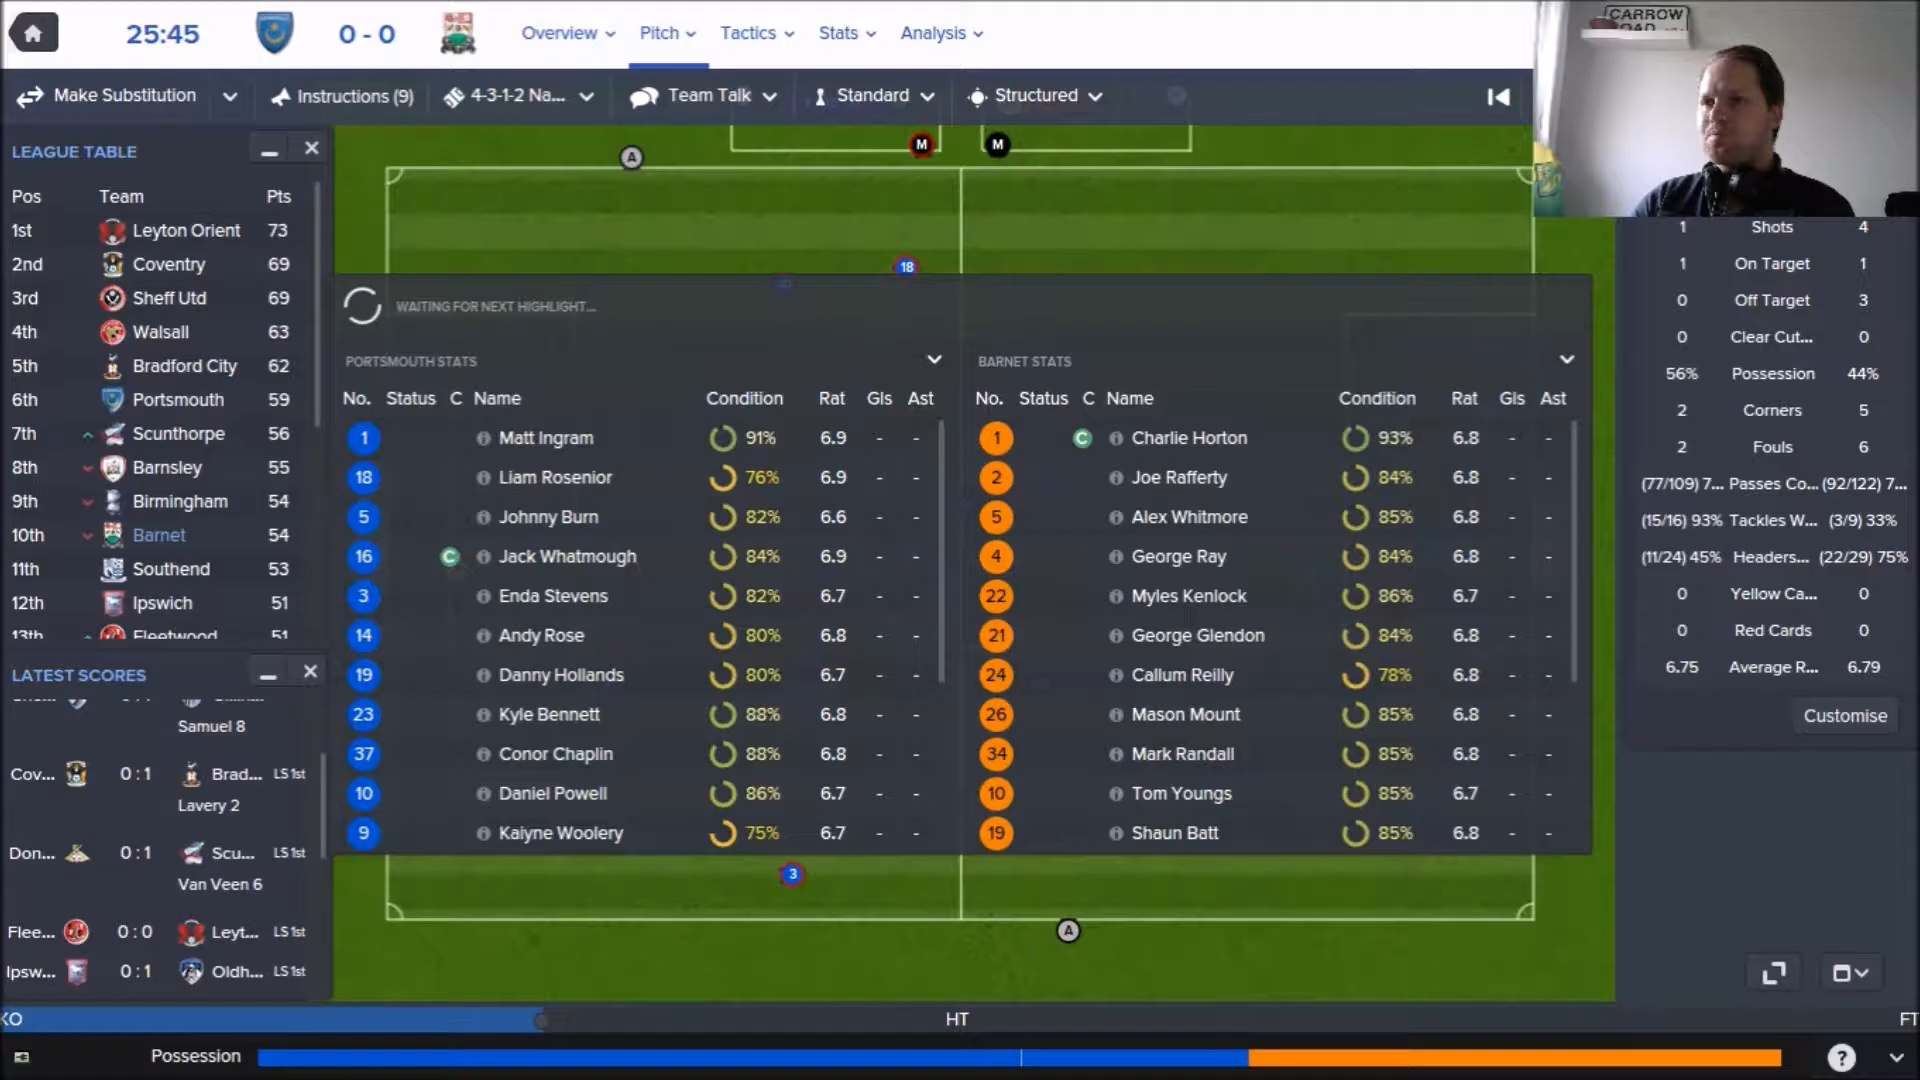 25:45 0 - 0 Overview Pitch Tactics Stats Analysis
CARROW
ROAD
Make Substitution Instructions (9) 4-3-1-2 Na... Team Talk Standard Structured
LEAGUE TABLE
Pos Team Pts
1st Leyton Orient 73
2nd Coventry 69
3rd Sheff Utd 69
4th Walsall 63
5th Bradford City 62
6th Portsmouth 59
7th Scunthorpe 56
8th Barnsley 55
9th Birmingham 54
10th Barnet 54
11th Southend 53
12th Ipswich 51
13th Fleetwood 51
LATEST SCORES
Samuel 8
Cov... 0 : 1 Brad... LS 1st
Lavery 2
Don... 0 : 1 Scu... LS 1st
Van Veen 6
Flee... 0 : 0 Leyt... LS 1st
Ipsw... 0 : 1 Oldh... LS 1st
A M M
18
WAITING FOR NEXT HIGHLIGHT...
PORTSMOUTH STATS
No. Status C Name Condition Rat Gls Ast
1 Matt Ingram 91% 6.9 - -
18 Liam Rosenior 76% 6.9 - -
5 Johnny Burn 82% 6.6 - -
16 C Jack Whatmough 84% 6.9 - -
3 Enda Stevens 82% 6.7 - -
14 Andy Rose 80% 6.8 - -
19 Danny Hollands 80% 6.7 - -
23 Kyle Bennett 88% 6.8 - -
37 Conor Chaplin 88% 6.8 - -
10 Daniel Powell 86% 6.7 - -
9 Kaiyne Woolery 75% 6.7 - -
BARNET STATS
No. Status C Name Condition Rat Gls Ast
1 C Charlie Horton 93% 6.8 - -
2 Joe Rafferty 84% 6.8 - -
5 Alex Whitmore 85% 6.8 - -
4 George Ray 84% 6.8 - -
22 Myles Kenlock 86% 6.7 - -
21 George Glendon 84% 6.8 - -
24 Callum Reilly 78% 6.8 - -
26 Mason Mount 85% 6.8 - -
34 Mark Randall 85% 6.8 - -
10 Tom Youngs 85% 6.7 - -
19 Shaun Batt 85% 6.8 - -
3
A
1 Shots 4
1 On Target 1
0 Off Target 3
0 Clear Cut... 0
56% Possession 44%
2 Corners 5
2 Fouls 6
(77/109) 7... Passes Co... (92/122) 7...
(15/16) 93% Tackles W... (3/9) 33%
(11/24) 45% Headers... (22/29) 75%
0 Yellow Ca... 0
0 Red Cards 0
6.75 Average R... 6.79
Customise
KO HT FT
Possession ?